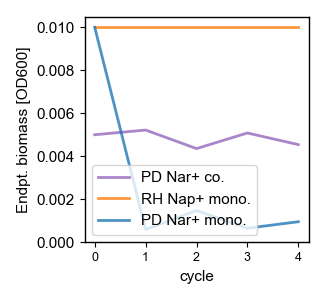 Endpt. biomass [OD600]
0.010
0.008
0.006
0.004
0.002
0.000
PD Nar+ co.
RH Nap+ mono.
PD Nar+ mono.
0 1 2 3 4
cycle